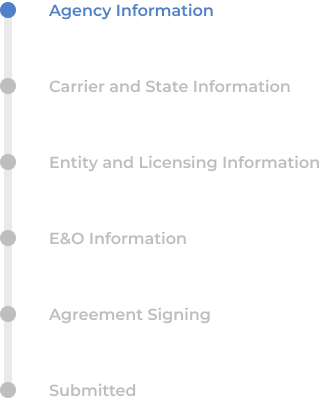 Agency Information
Carrier and State Information
Entity and Licensing Information
E&O Information
Agreement Signing
Submitted